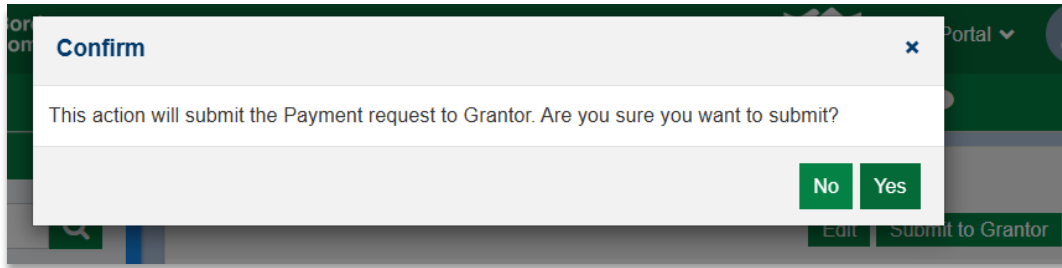 Portal
Confirm
×
This action will submit the Payment request to Grantor. Are you sure you want to submit?
No Yes
Edit Submit to Grantor